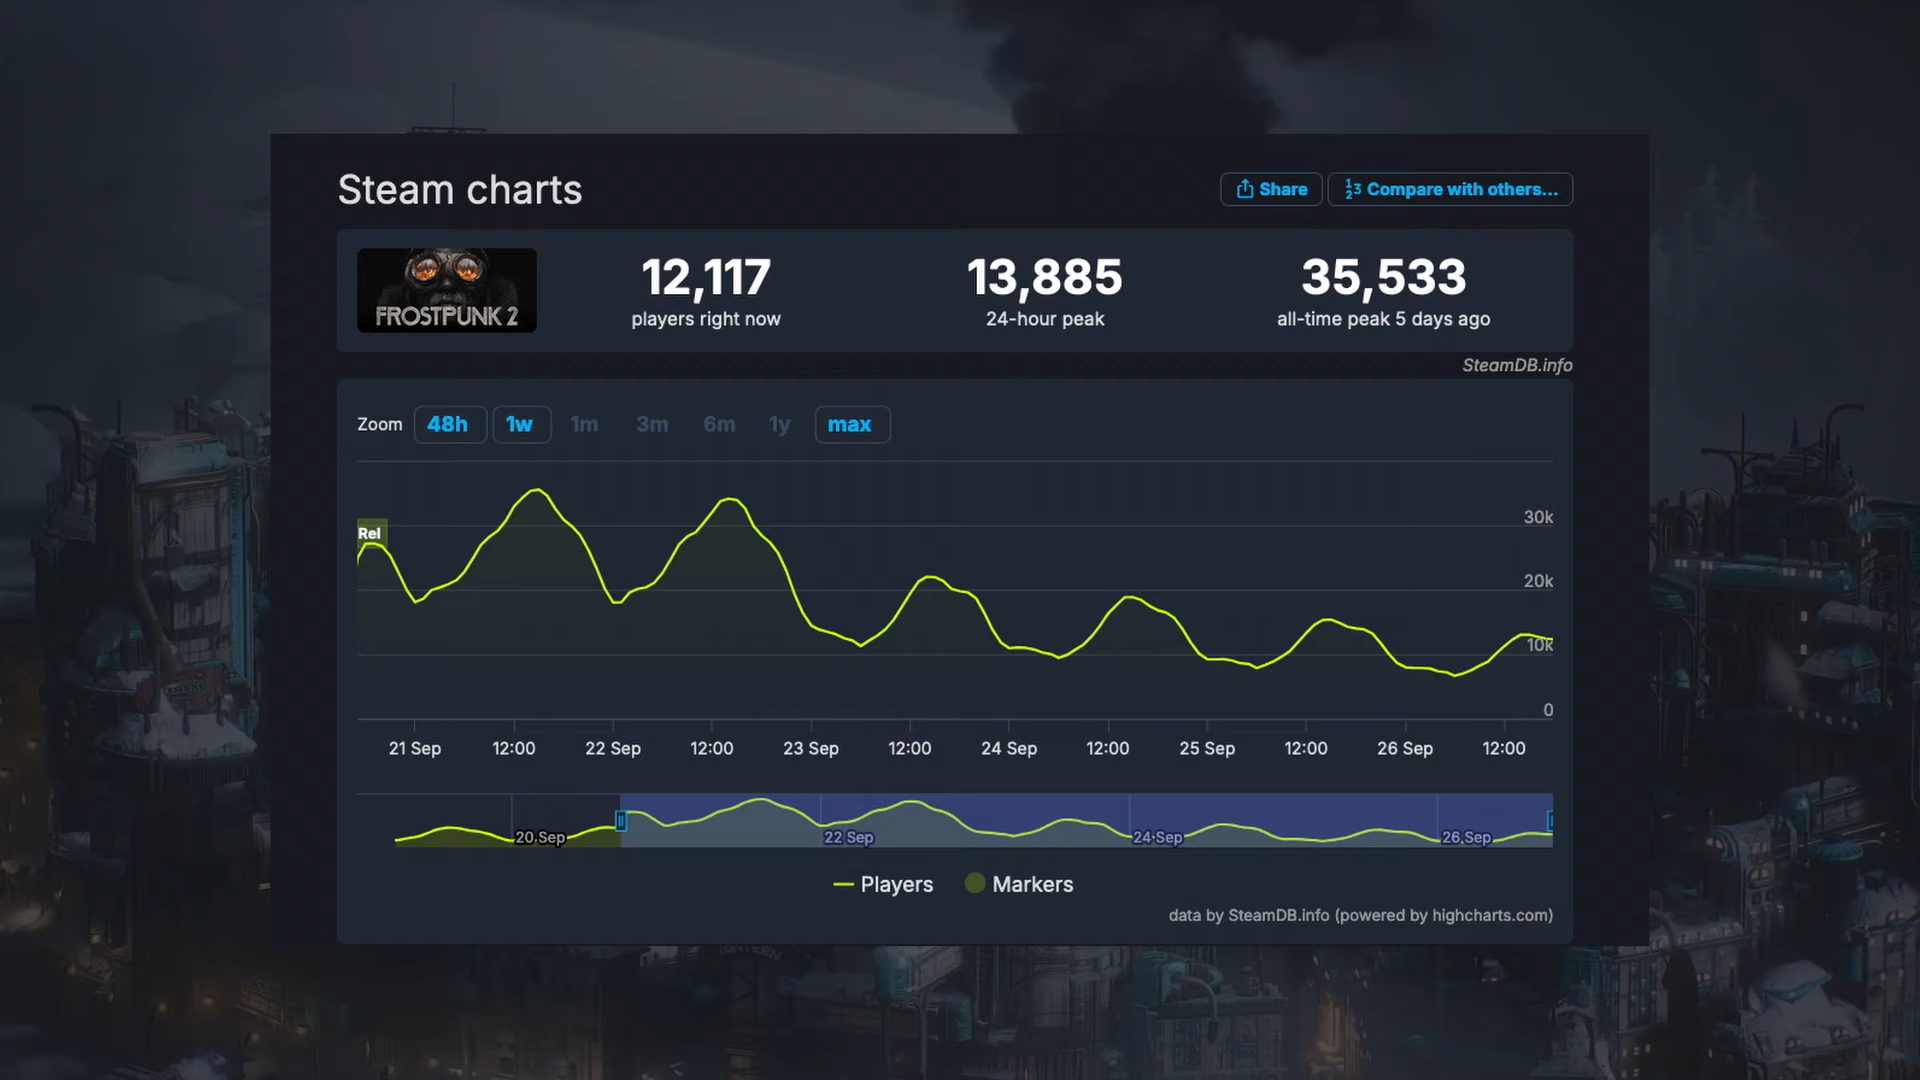 Steam charts
Share
Compare with others...
FROSTPUNK 2
12,117
players right now
13,885
24-hour peak
35,533
all-time peak 5 days ago
SteamDB.info
Zoom 48h 1w 1m 3m 6m 1y max
Rel
30k
20k
10k
0
21 Sep 12:00 22 Sep 12:00 23 Sep 12:00 24 Sep 12:00 25 Sep 12:00 26 Sep 12:00
20 Sep 22 Sep 24 Sep 26 Sep
Players Markers
data by SteamDB.info (powered by highcharts.com)